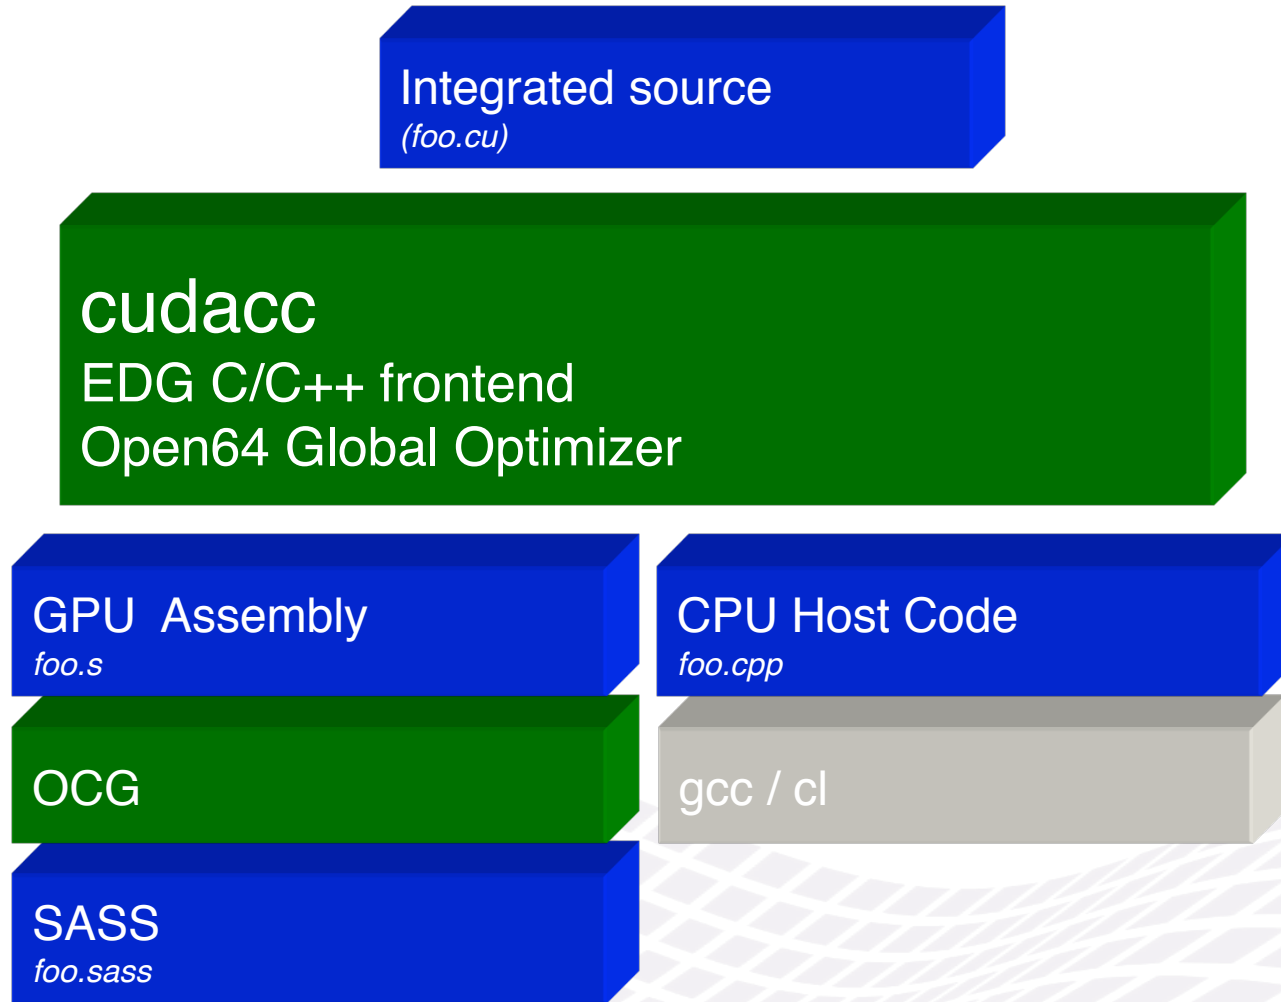 Integrated source
(foo.cu)
cudacc
EDG C/C++ frontend
Open64 Global Optimizer
GPU Assembly
foo.s
CPU Host Code
foo.cpp
OCG
gcc / cl
SASS
foo.sass